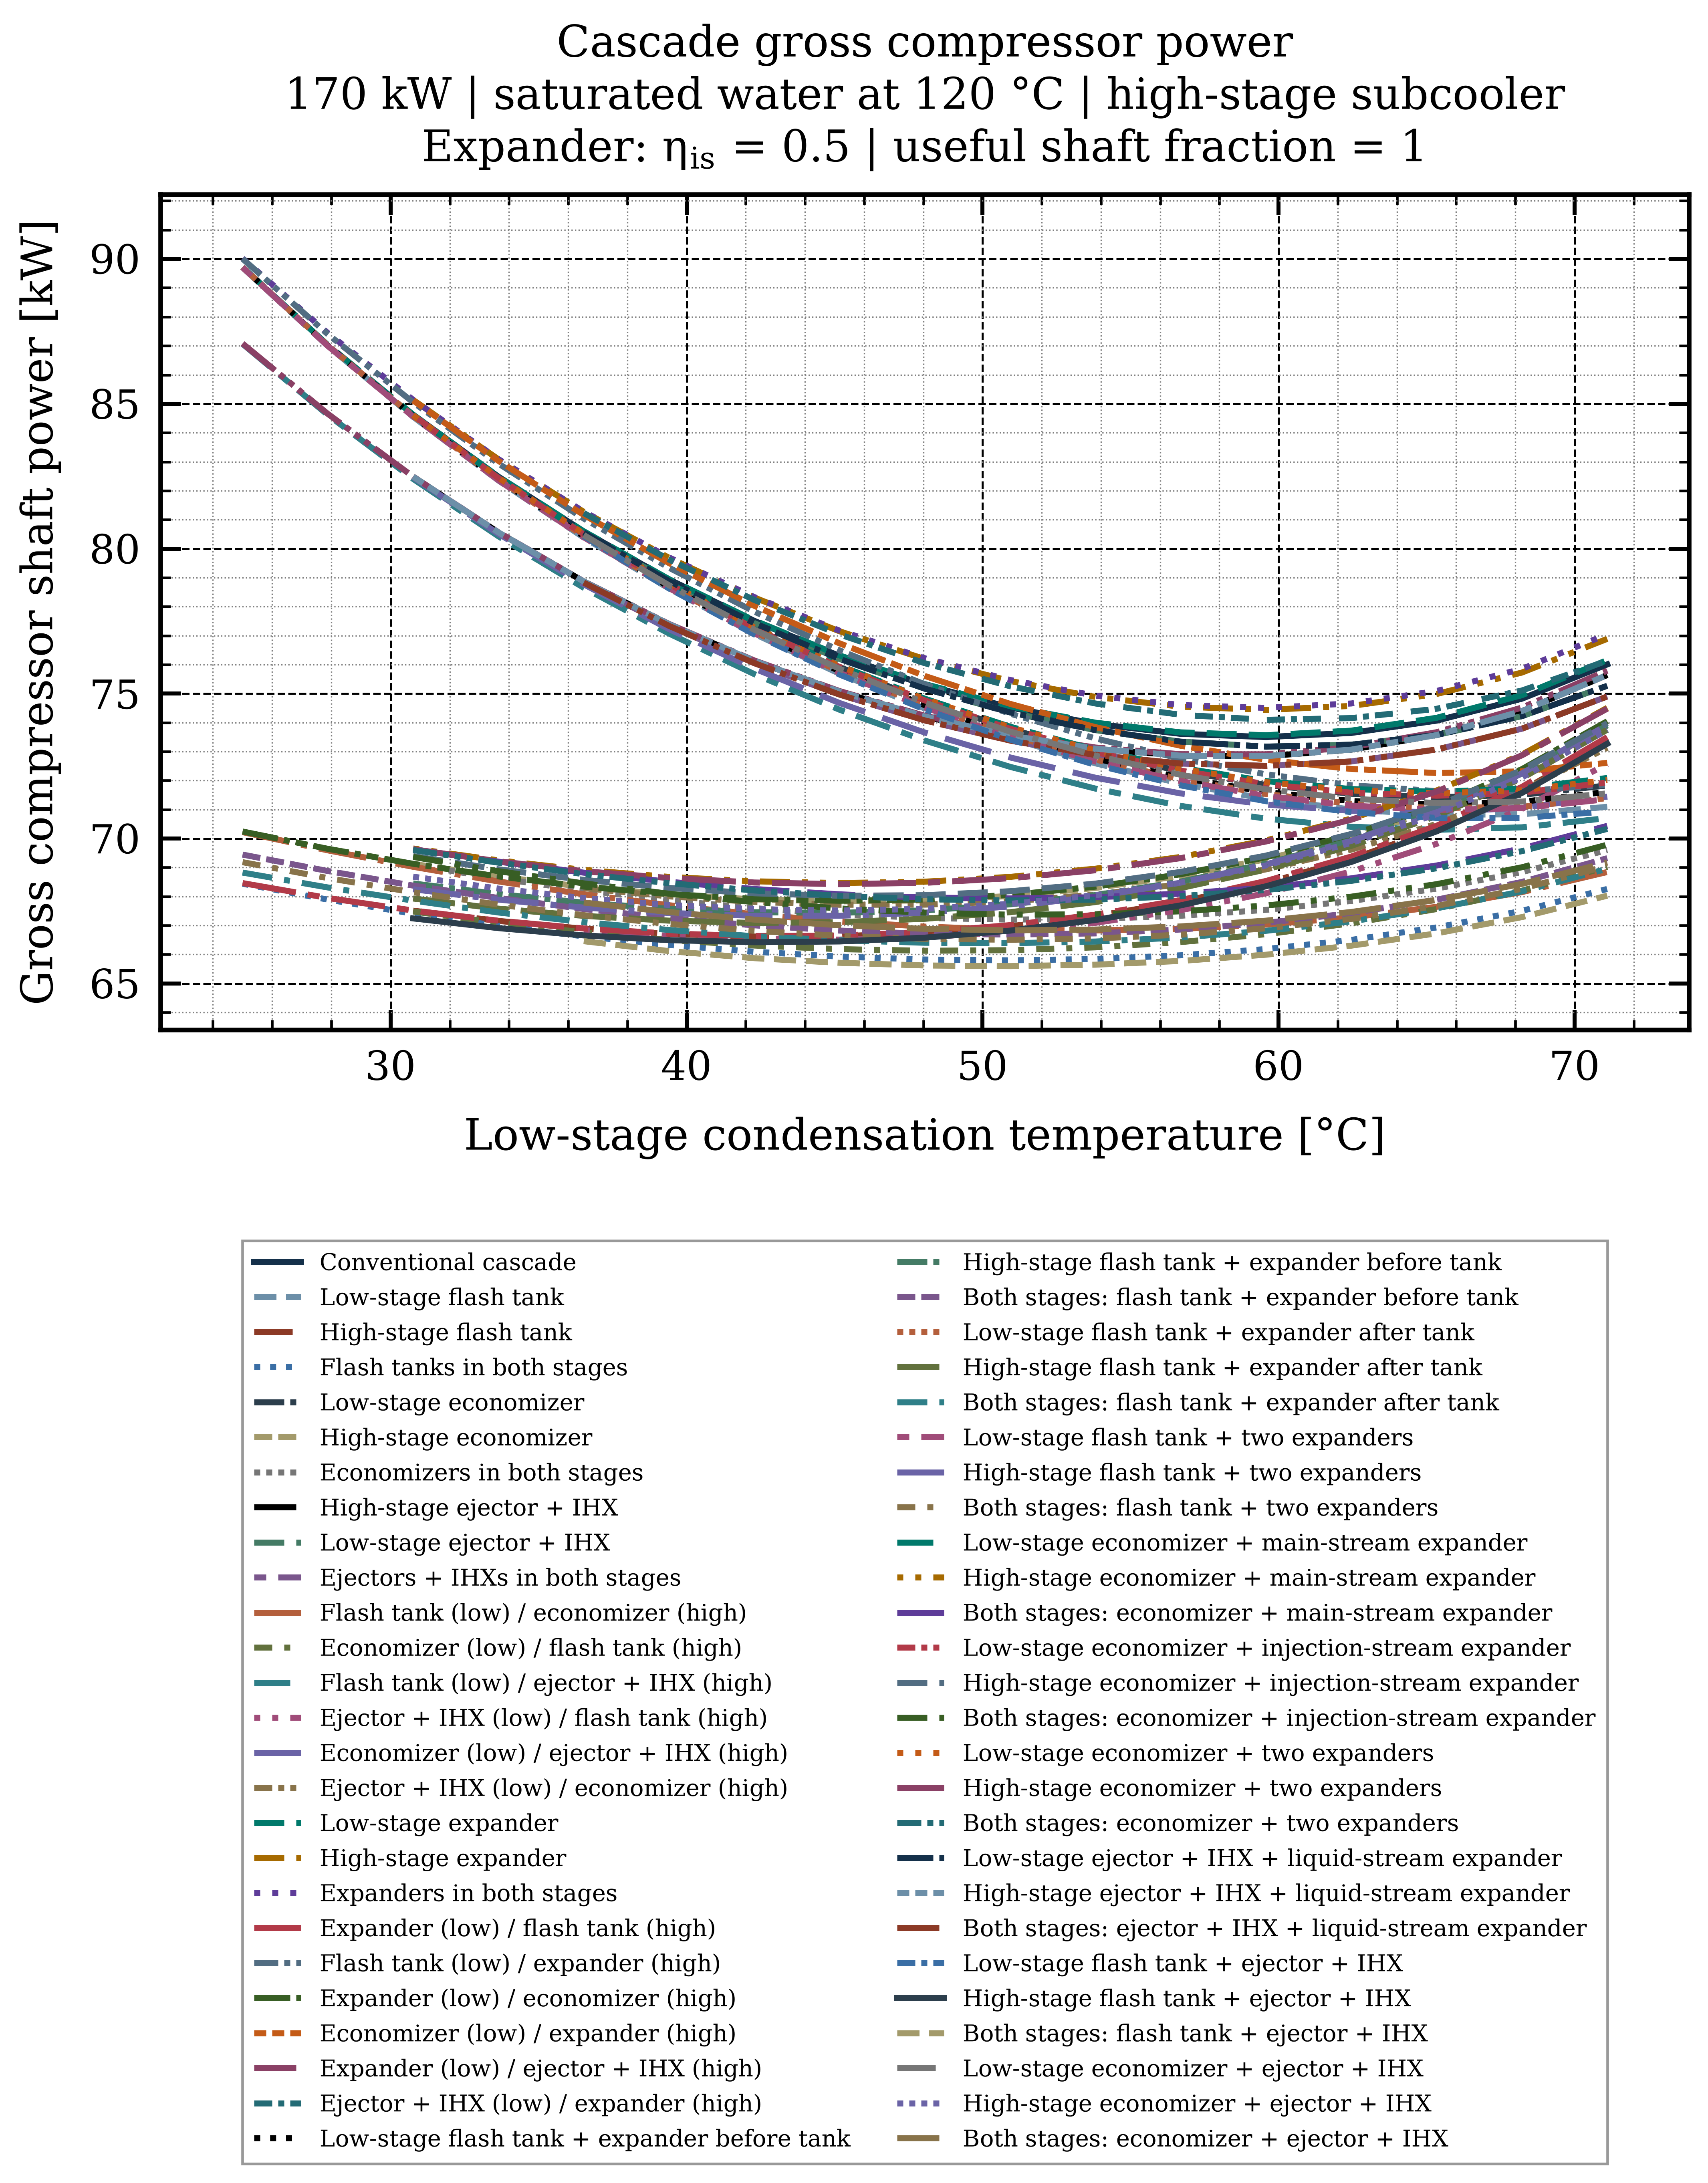 Cascade gross compressor power
170 kW | saturated water at 120 °C | high-stage subcooler
Expander: ηis = 0.5 | useful shaft fraction = 1
Gross compressor shaft power [kW]
90
85
80
75
70
65
30 40 50 60 70
Low-stage condensation temperature [°C]
Conventional cascade
Low-stage flash tank
High-stage flash tank
Flash tanks in both stages
Low-stage economizer
High-stage economizer
Economizers in both stages
High-stage ejector + IHX
Low-stage ejector + IHX
Ejectors + IHXs in both stages
Flash tank (low) / economizer (high)
Economizer (low) / flash tank (high)
Flash tank (low) / ejector + IHX (high)
Ejector + IHX (low) / flash tank (high)
Economizer (low) / ejector + IHX (high)
Ejector + IHX (low) / economizer (high)
Low-stage expander
High-stage expander
Expanders in both stages
Expander (low) / flash tank (high)
Flash tank (low) / expander (high)
Expander (low) / economizer (high)
Economizer (low) / expander (high)
Expander (low) / ejector + IHX (high)
Ejector + IHX (low) / expander (high)
Low-stage flash tank + expander before tank
High-stage flash tank + expander before tank
Both stages: flash tank + expander before tank
Low-stage flash tank + expander after tank
High-stage flash tank + expander after tank
Both stages: flash tank + expander after tank
Low-stage flash tank + two expanders
High-stage flash tank + two expanders
Both stages: flash tank + two expanders
Low-stage economizer + main-stream expander
High-stage economizer + main-stream expander
Both stages: economizer + main-stream expander
Low-stage economizer + injection-stream expander
High-stage economizer + injection-stream expander
Both stages: economizer + injection-stream expander
Low-stage economizer + two expanders
High-stage economizer + two expanders
Both stages: economizer + two expanders
Low-stage ejector + IHX + liquid-stream expander
High-stage ejector + IHX + liquid-stream expander
Both stages: ejector + IHX + liquid-stream expander
Low-stage flash tank + ejector + IHX
High-stage flash tank + ejector + IHX
Both stages: flash tank + ejector + IHX
Low-stage economizer + ejector + IHX
High-stage economizer + ejector + IHX
Both stages: economizer + ejector + IHX